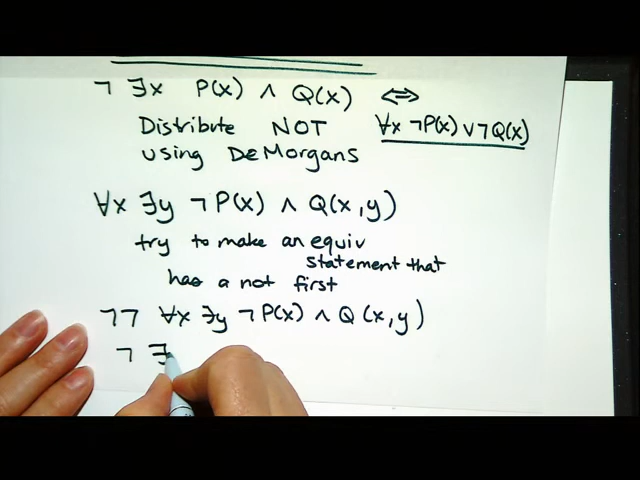 ¬ ∃x P(x) ∧ Q(x) ⇔
Distribute NOT ∀x ¬P(x) ∨ ¬Q(x)
using DeMorgans
∀x ∃y ¬P(x) ∧ Q(x,y)
try to make an equiv
statement that
has a not first
¬¬ ∀x ∃y ¬P(x) ∧ Q(x,y)
¬ ∃